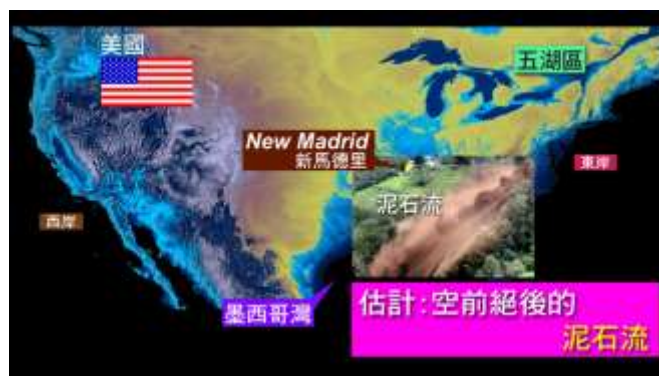 美國
五湖區
New Madrid
新馬德里
東岸
泥石流
西岸
墨西哥灣
估計:空前絕後的
泥石流